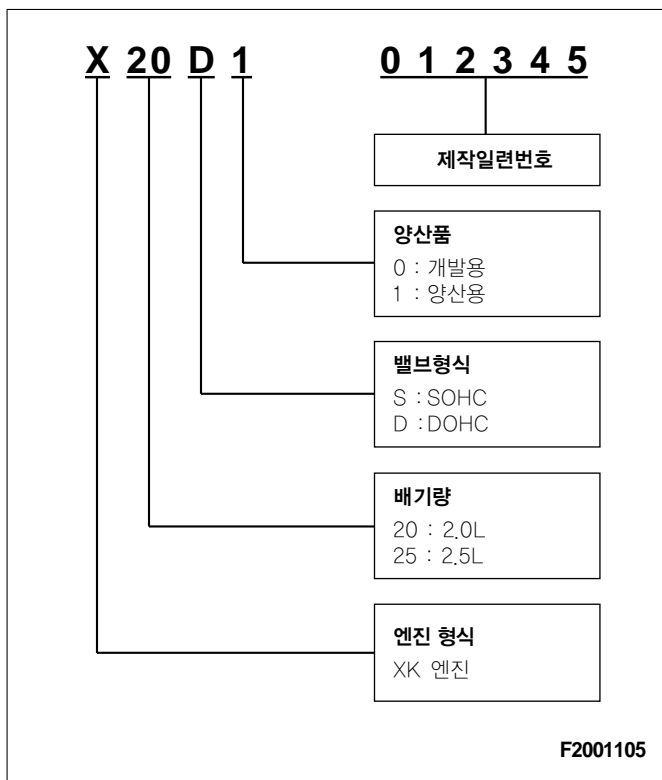 X 20 D 1 0 1 2 3 4 5
제작일련번호
양산품
0 : 개발용
1 : 양산용
밸브형식
S : SOHC
D : DOHC
배기량
20 : 2.0L
25 : 2.5L
엔진 형식
XK 엔진
F2001105